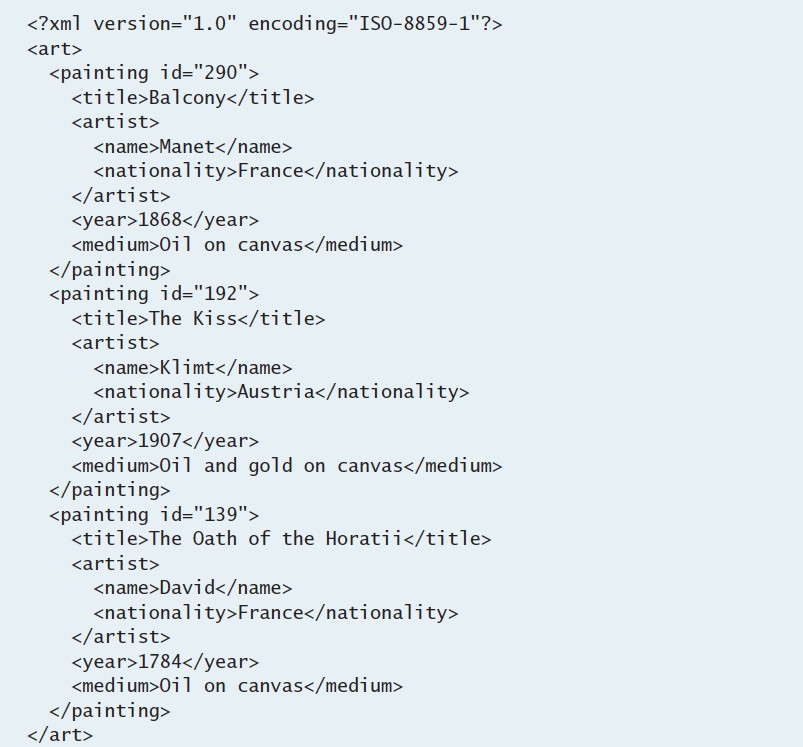 <?xml version="1.0" encoding="ISO-8859-1"?>
<art>
  <painting id="290">
    <title>Balcony</title>
    <artist>
      <name>Manet</name>
      <nationality>France</nationality>
    </artist>
    <year>1868</year>
    <medium>Oil on canvas</medium>
  </painting>
  <painting id="192">
    <title>The Kiss</title>
    <artist>
      <name>Klimt</name>
      <nationality>Austria</nationality>
    </artist>
    <year>1907</year>
    <medium>Oil and gold on canvas</medium>
  </painting>
  <painting id="139">
    <title>The Oath of the Horatii</title>
    <artist>
      <name>David</name>
      <nationality>France</nationality>
    </artist>
    <year>1784</year>
    <medium>Oil on canvas</medium>
  </painting>
</art>